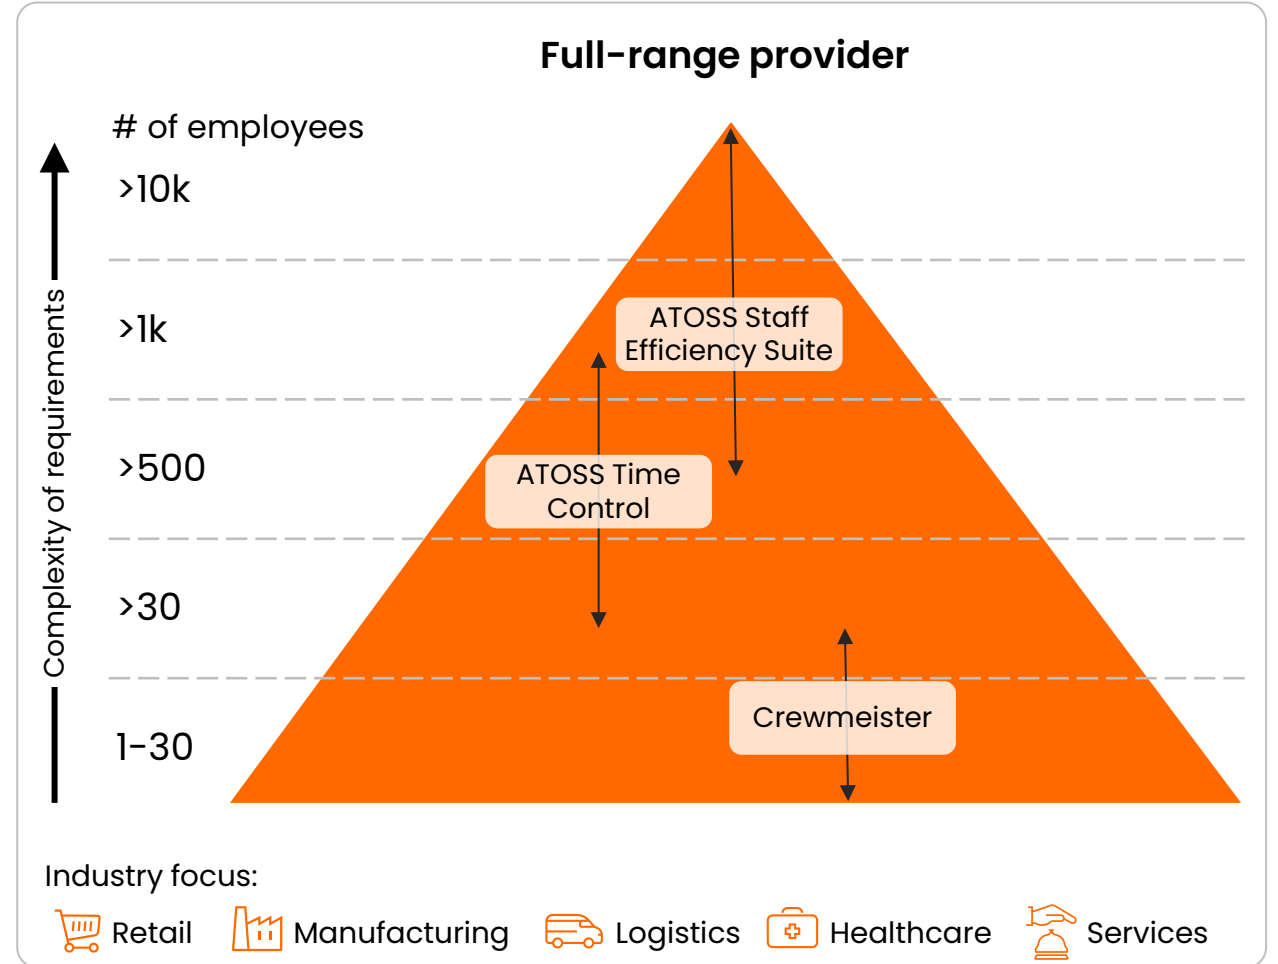 Full-range provider
# of employees
>10k
>1k
>500
>30
1-30
Complexity of requirements
ATOSS Staff
Efficiency Suite
ATOSS Time
Control
Crewmeister
Industry focus:
Retail
Manufacturing
Logistics
Healthcare
Services